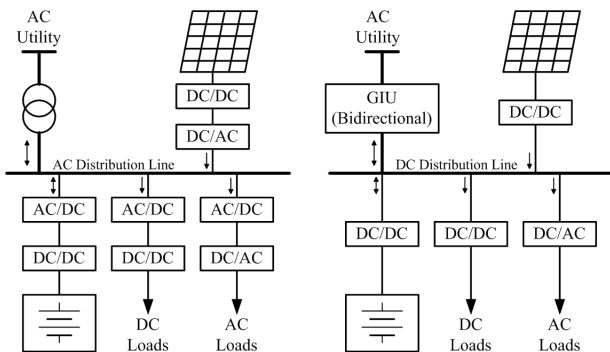 AC
Utility
DC/DC
DC/AC
AC Distribution Line
AC/DC
AC/DC
AC/DC
DC/DC
DC/DC
DC/AC
DC
Loads
AC
Loads
AC
Utility
GIU
(Bidirectional)
DC/DC
DC Distribution Line
DC/DC
DC/DC
DC/AC
DC
Loads
AC
Loads